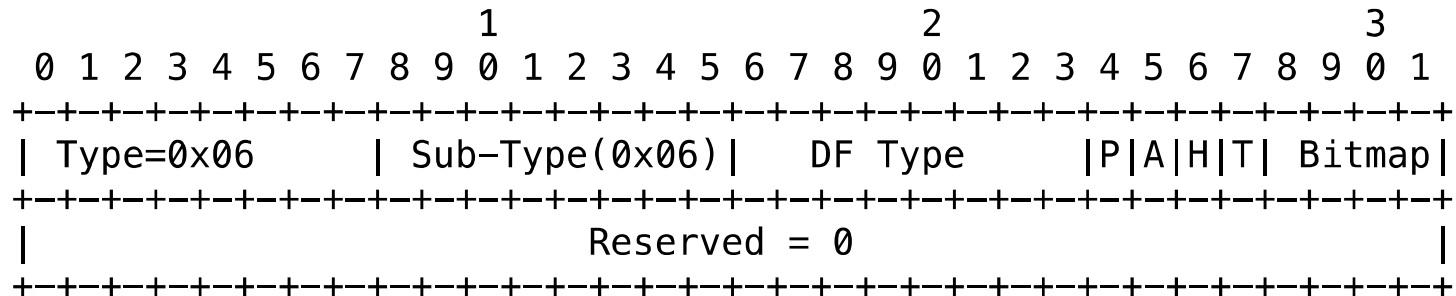 1                   2                   3
 0 1 2 3 4 5 6 7 8 9 0 1 2 3 4 5 6 7 8 9 0 1 2 3 4 5 6 7 8 9 0 1
+-+-+-+-+-+-+-+-+-+-+-+-+-+-+-+-+-+-+-+-+-+-+-+-+-+-+-+-+-+-+-+-+
| Type=0x06     | Sub-Type(0x06)|   DF Type       |P|A|H|T| Bitmap|
+-+-+-+-+-+-+-+-+-+-+-+-+-+-+-+-+-+-+-+-+-+-+-+-+-+-+-+-+-+-+-+-+
|                         Reserved = 0                          |
+-+-+-+-+-+-+-+-+-+-+-+-+-+-+-+-+-+-+-+-+-+-+-+-+-+-+-+-+-+-+-+-+